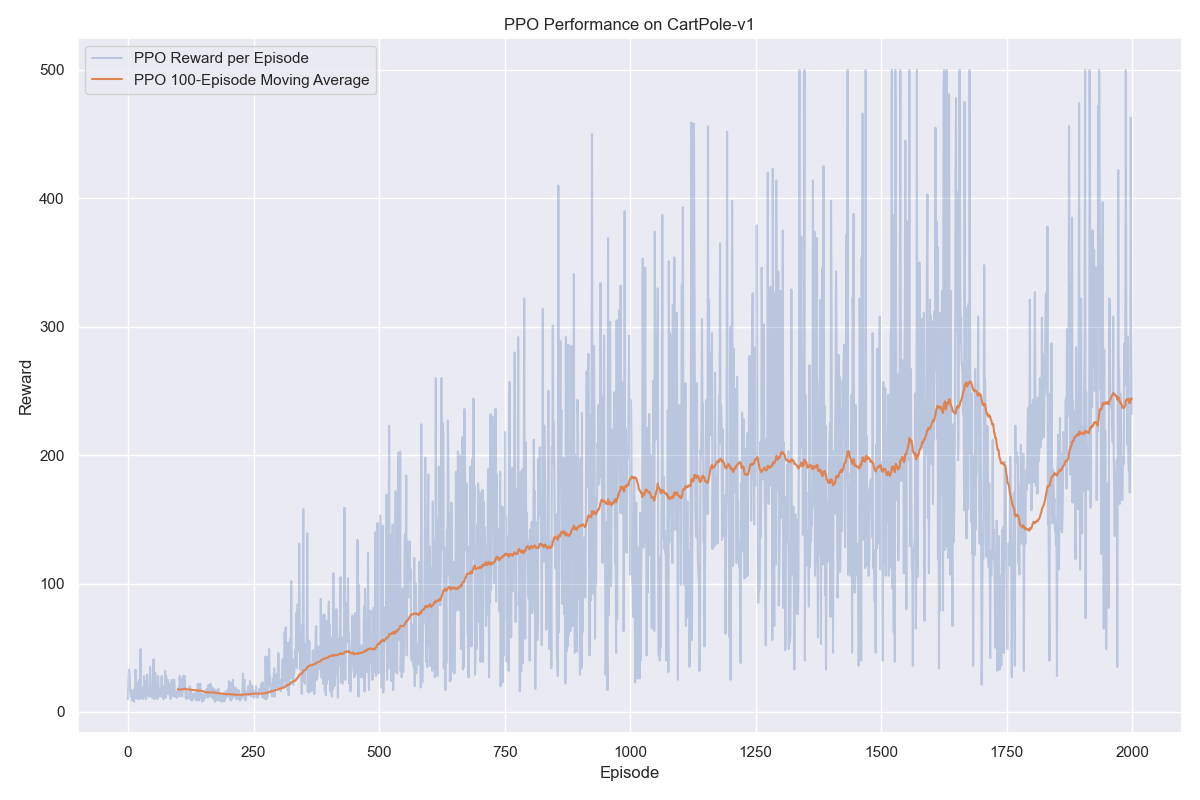 PPO Performance on CartPole-v1
PPO Reward per Episode
PPO 100-Episode Moving Average
500
400
300
200
100
0
Reward
0 250 500 750 1000 1250 1500 1750 2000
Episode